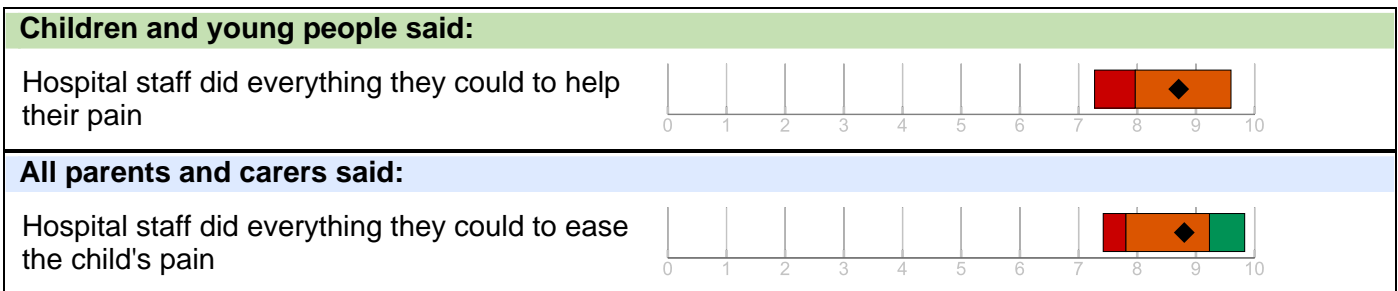 Children and young people said:
Hospital staff did everything they could to help
their pain
0 1 2 3 4 5 6 7 8 9 10
All parents and carers said:
Hospital staff did everything they could to ease
the child's pain
0 1 2 3 4 5 6 7 8 9 10